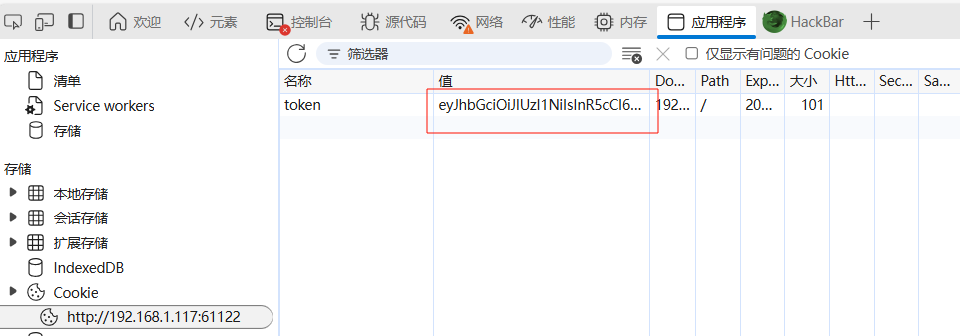 欢迎 元素 控制台 源代码 网络 性能 内存 应用程序 HackBar
应用程序
筛选器 仅显示有问题的 Cookie
清单
名称 值 Do... Path Exp... 大小 Htt... Sec... Sa...
Service workers
token eyJhbGciOiJIUzI1NiIsInR5cCI6... 192... / 20... 101
存储
存储
本地存储
会话存储
扩展存储
IndexedDB
Cookie
http://192.168.1.117:61122